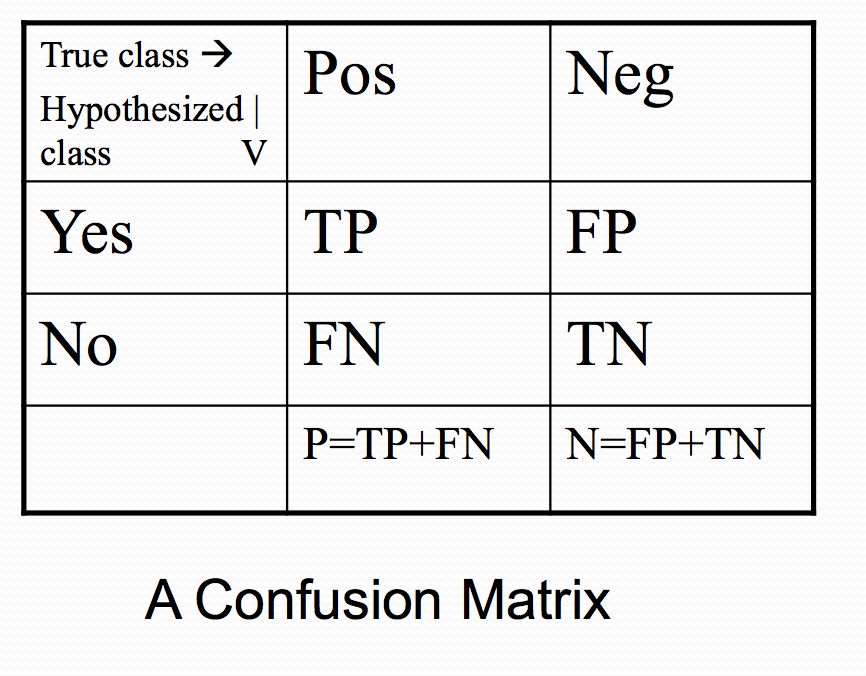 True class →
Pos
Neg
Hypothesized |
class V
Yes
TP
FP
No
FN
TN
P=TP+FN
N=FP+TN
A Confusion Matrix